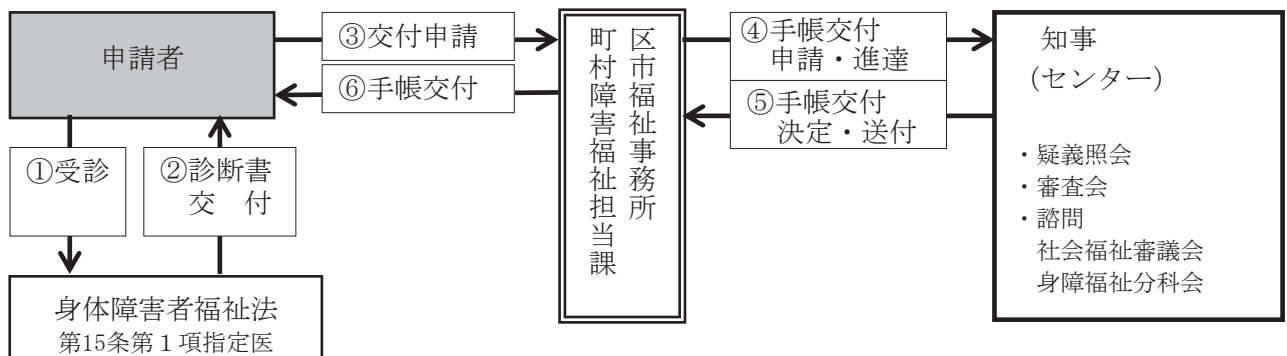 申請者
③交付申請
⑥手帳交付
①受診
②診断書
交　付
身体障害者福祉法
第15条第１項指定医
区市福祉事務所
町村障害福祉担当課
④手帳交付
申請・進達
⑤手帳交付
決定・送付
知事
(センター)
・疑義照会
・審査会
・諮問
社会福祉審議会
身障福祉分科会